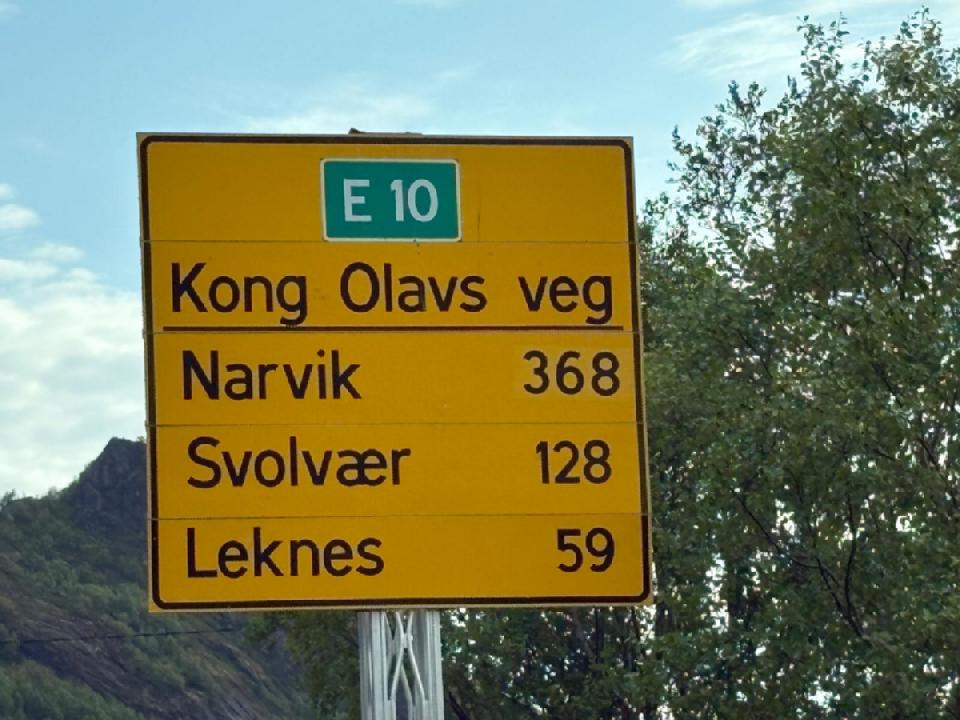 E 10
Kong Olavs veg
Narvik 368
Svolvær 128
Leknes 59